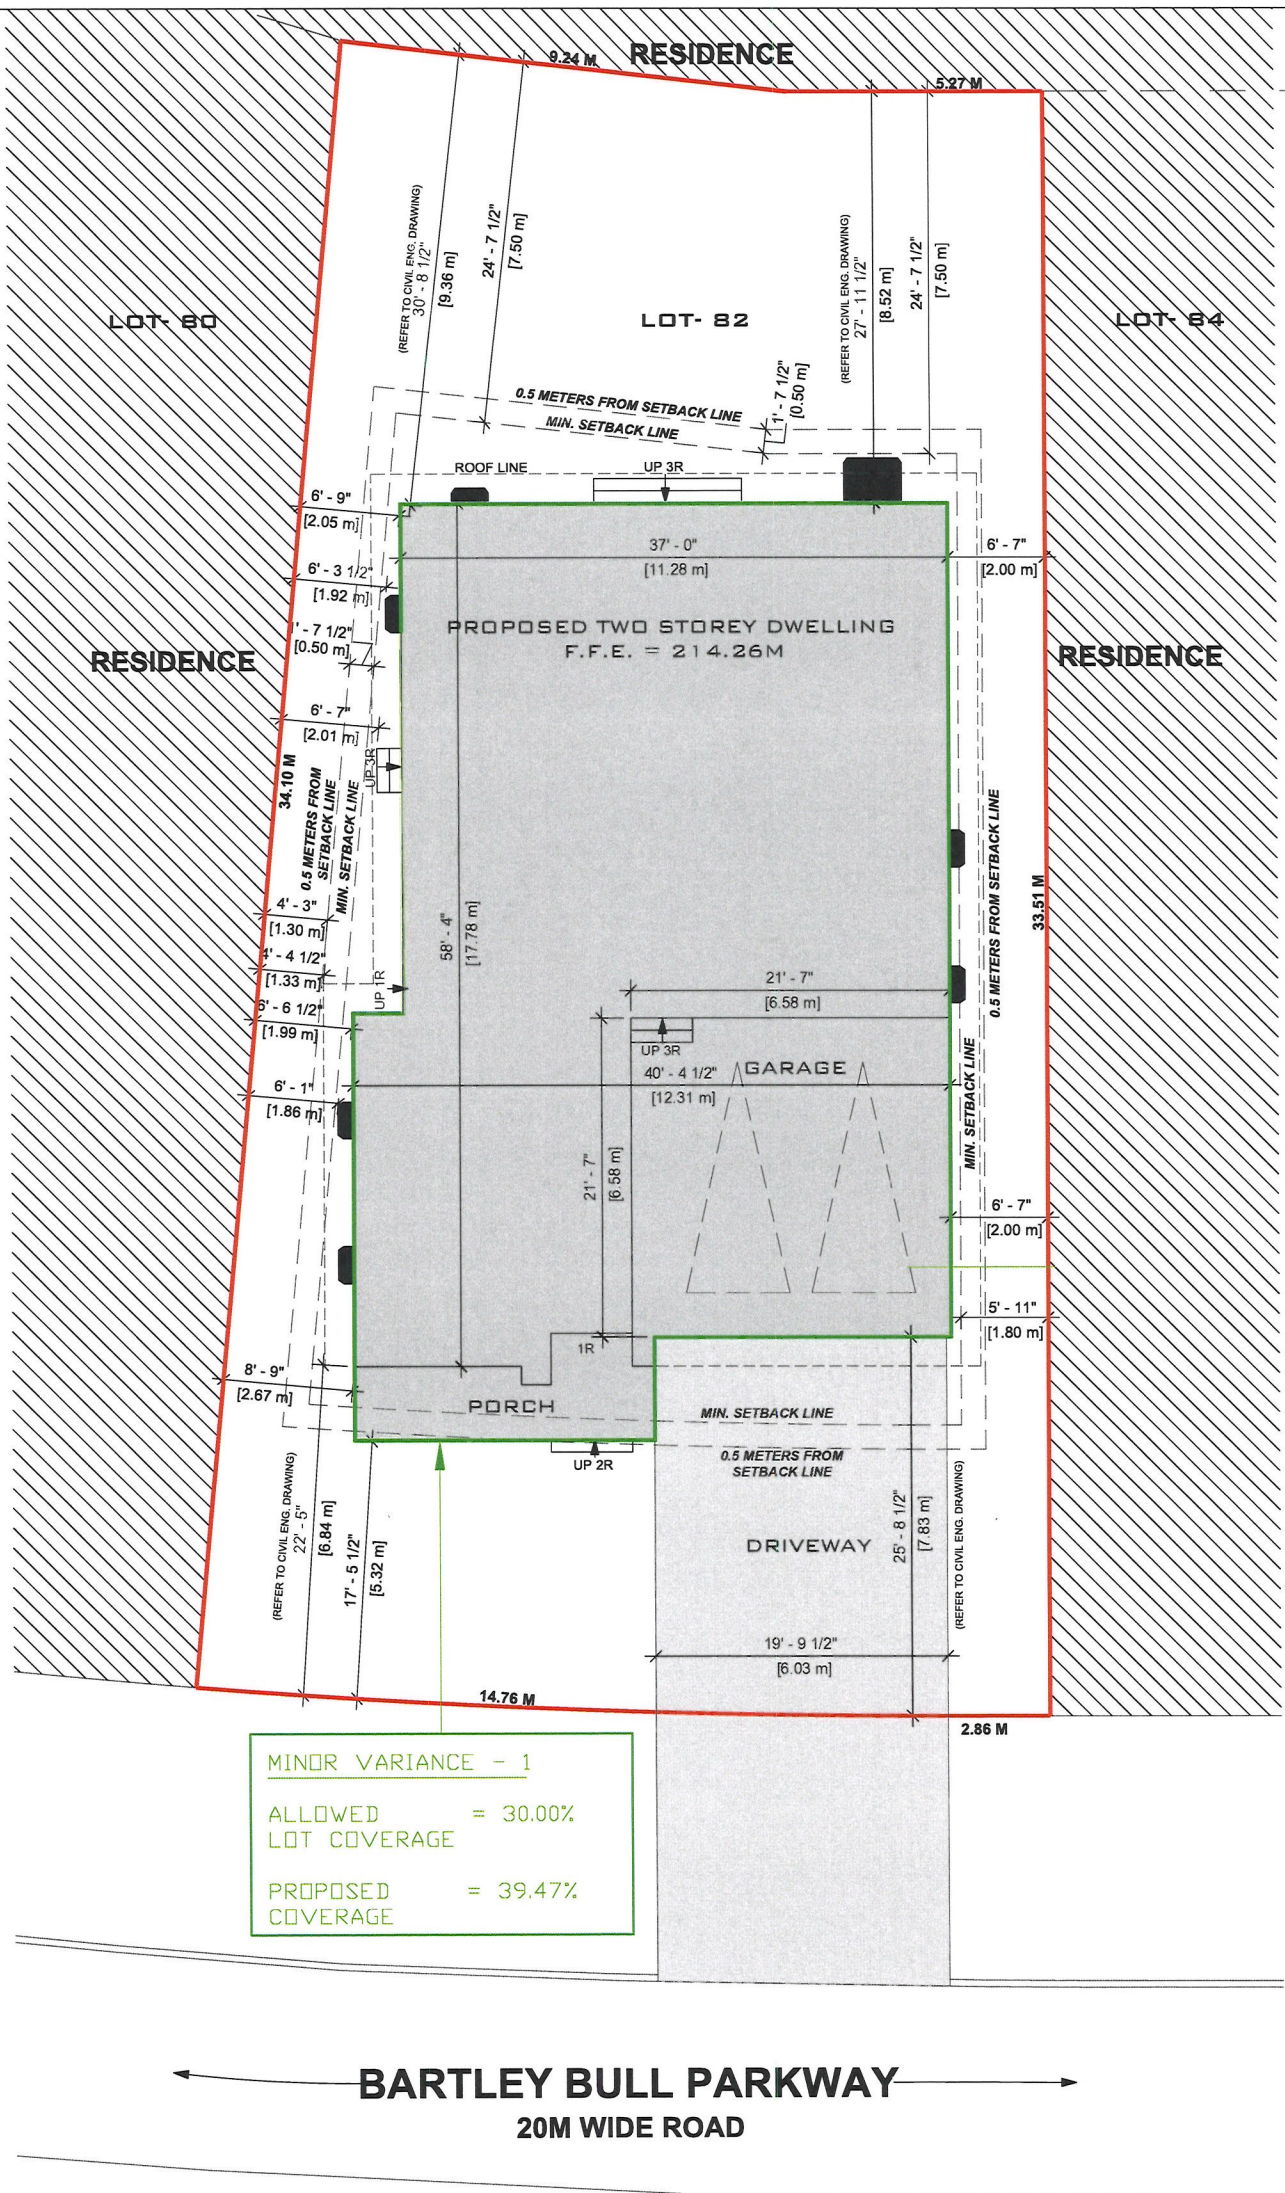 RESIDENCE
9.24 M
5.27 M
(REFER TO CIVIL ENG. DRAWING)
30' - 8 1/2"
[9.36 m]
24' - 7 1/2"
[7.50 m]
(REFER TO CIVIL ENG. DRAWING)
27' - 11 1/2"
[8.52 m]
24' - 7 1/2"
[7.50 m]
LOT- 80
LOT- 82
LOT- 84
0.5 METERS FROM SETBACK LINE
MIN. SETBACK LINE
1' - 7 1/2"
[0.50 m]
ROOF LINE
UP 3R
6' - 9"
[2.05 m]
37' - 0"
[11.28 m]
6' - 7"
[2.00 m]
6' - 3 1/2"
[1.92 m]
' - 7 1/2"
[0.50 m]
PROPOSED TWO STOREY DWELLING
F.F.E. = 214.26M
RESIDENCE
RESIDENCE
6' - 7"
[2.01 m]
UP 3R
34.10 M
0.5 METERS FROM
SETBACK LINE
MIN. SETBACK LINE
0.5 METERS FROM SETBACK LINE
33.51 M
4' - 3"
[1.30 m]
58' - 4"
[17.78 m]
4' - 4 1/2"
[1.33 m]
UP 1R
21' - 7"
[6.58 m]
6' - 6 1/2"
[1.99 m]
UP 3R
GARAGE
40' - 4 1/2"
[12.31 m]
6' - 1"
[1.86 m]
MIN. SETBACK LINE
21' - 7"
[6.58 m]
6' - 7"
[2.00 m]
5' - 11"
[1.80 m]
1R
8' - 9"
[2.67 m]
PORCH
MIN. SETBACK LINE
0.5 METERS FROM
SETBACK LINE
UP 2R
(REFER TO CIVIL ENG. DRAWING)
22' - 5"
[6.84 m]
17' - 5 1/2"
[5.32 m]
DRIVEWAY
25' - 8 1/2"
[7.83 m]
(REFER TO CIVIL ENG. DRAWING)
19' - 9 1/2"
[6.03 m]
14.76 M
2.86 M
MINOR VARIANCE - 1
ALLOWED = 30.00%
LOT COVERAGE
PROPOSED = 39.47%
COVERAGE
BARTLEY BULL PARKWAY
20M WIDE ROAD